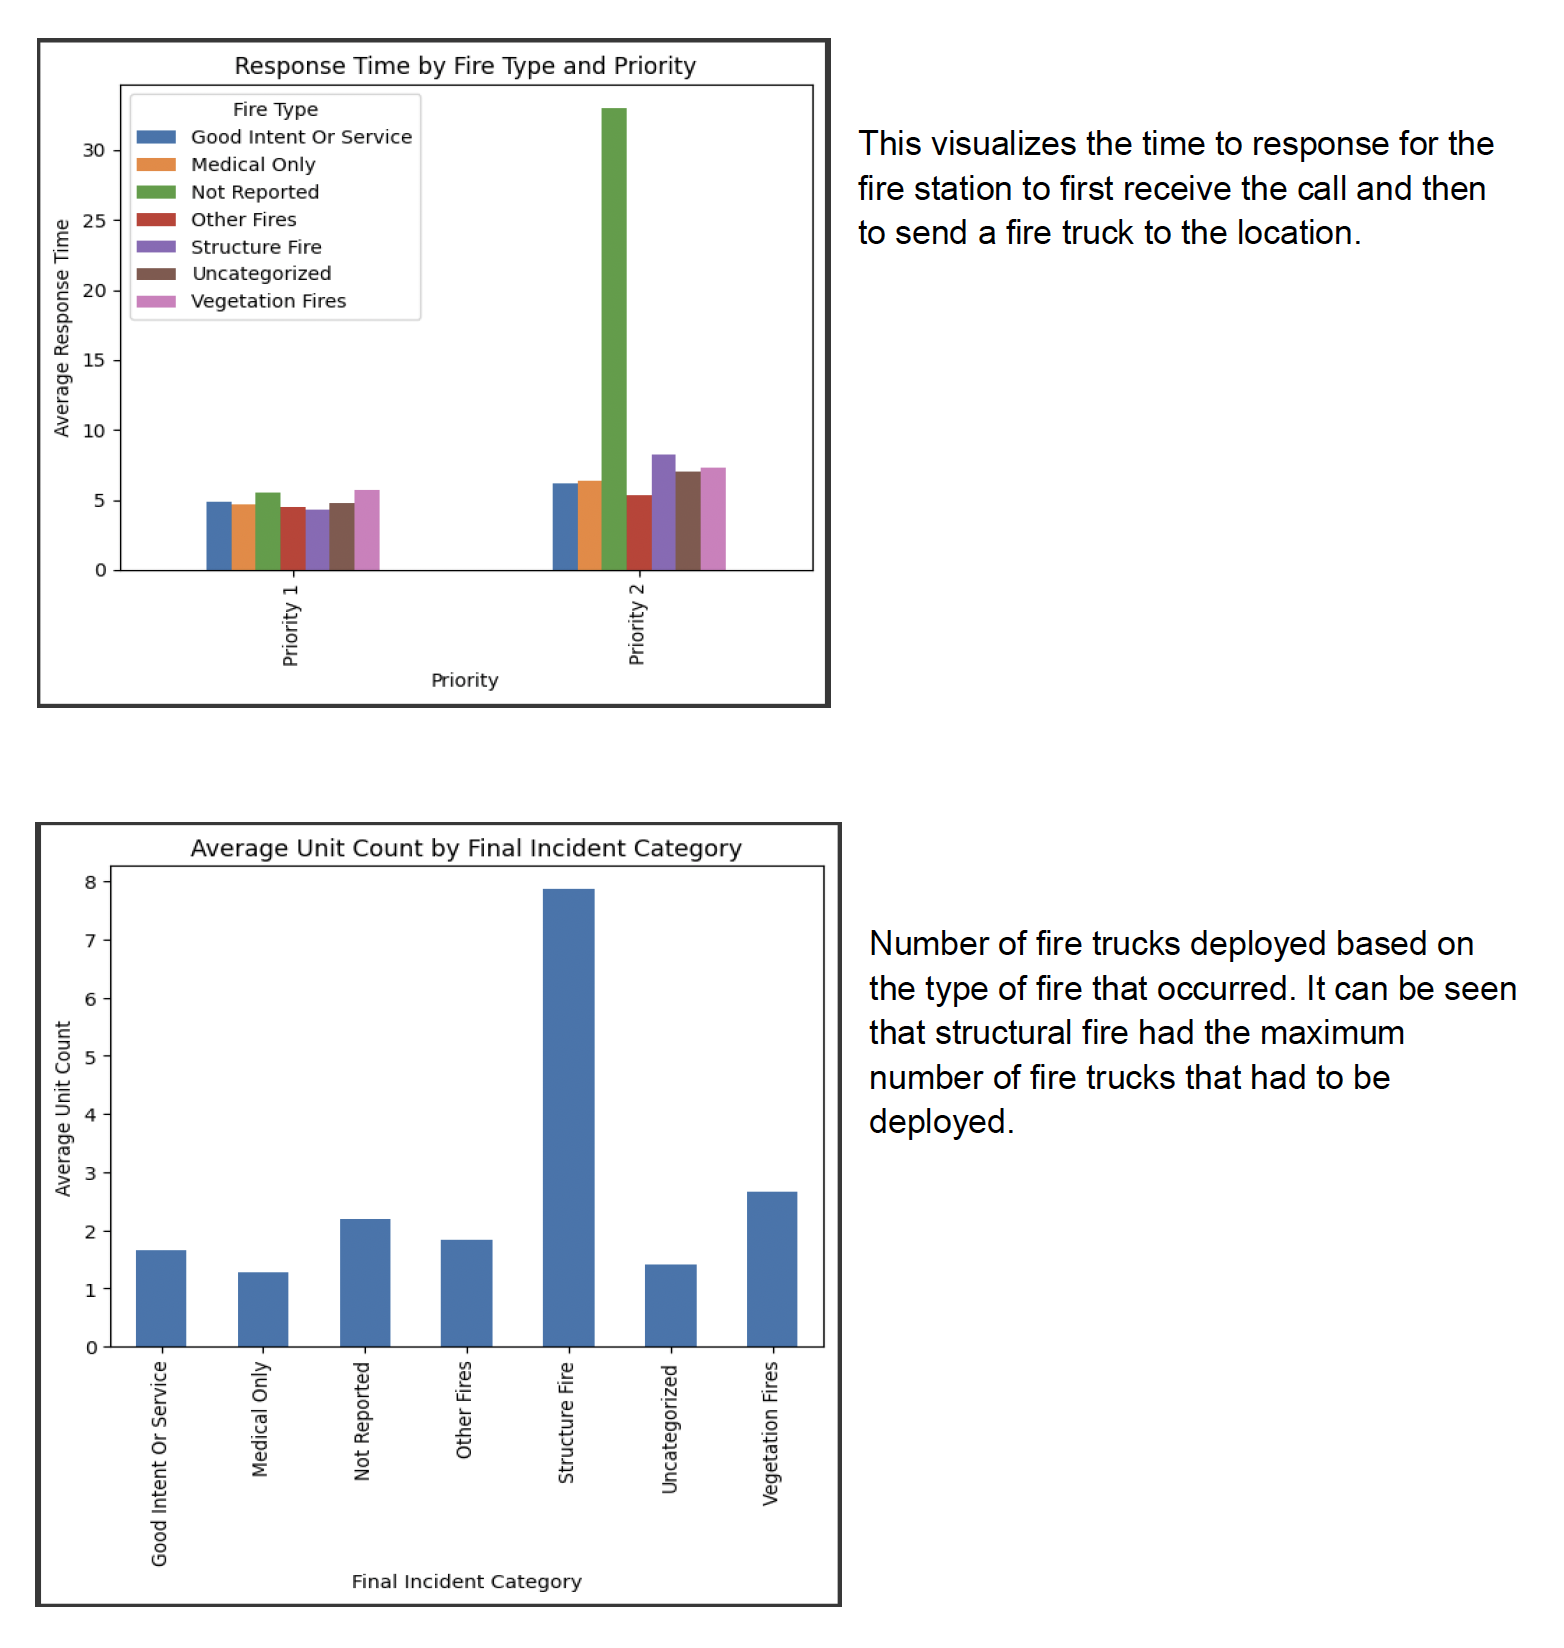 Response Time by Fire Type and Priority
Fire Type
Good Intent Or Service
Medical Only
Not Reported
Other Fires
Structure Fire
Uncategorized
Vegetation Fires
Average Response Time
30
25
20
15
10
5
0
Priority 1
Priority 2
Priority
This visualizes the time to response for the
fire station to first receive the call and then
to send a fire truck to the location.
Average Unit Count by Final Incident Category
Average Unit Count
8
7
6
5
4
3
2
1
0
Good Intent Or Service
Medical Only
Not Reported
Other Fires
Structure Fire
Uncategorized
Vegetation Fires
Final Incident Category
Number of fire trucks deployed based on
the type of fire that occurred. It can be seen
that structural fire had the maximum
number of fire trucks that had to be
deployed.